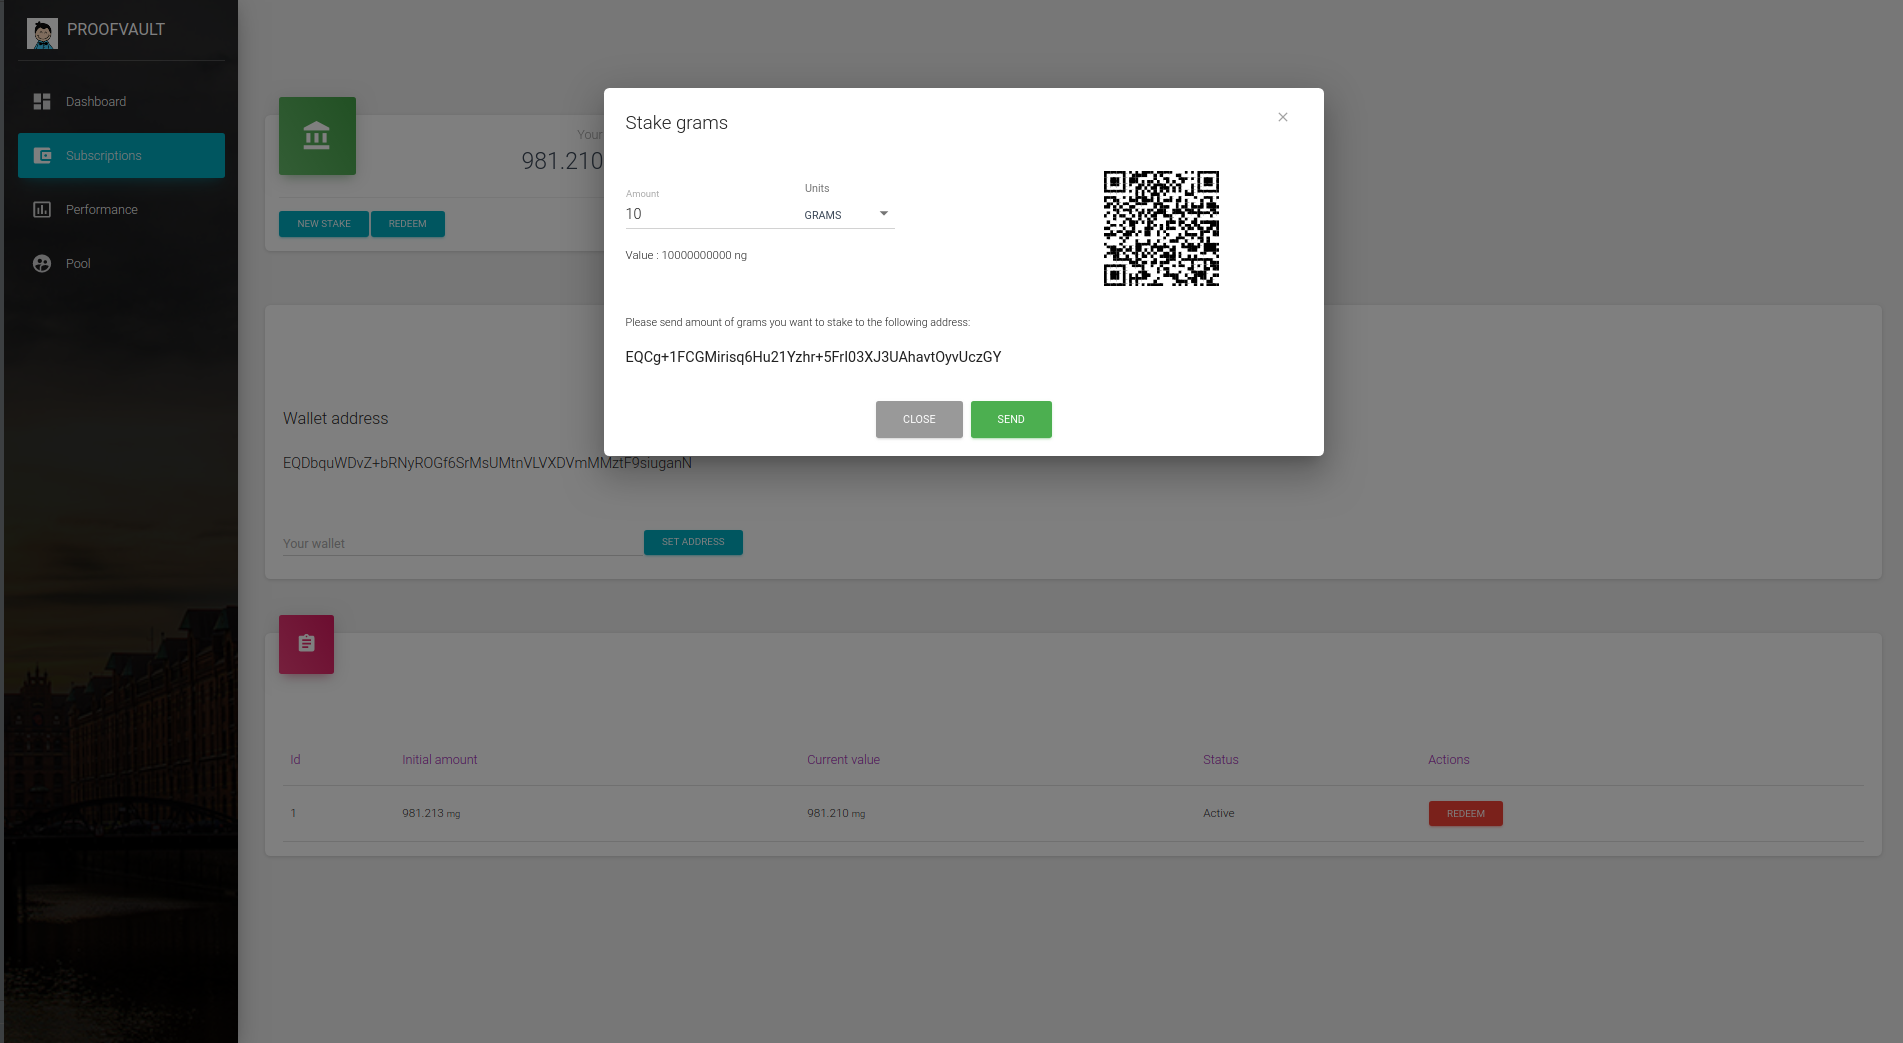 PROOFVAULT
Dashboard
Subscriptions
Performance
Pool
Your
981.210
NEW STAKE
REDEEM
Stake grams
×
Amount
10
Units
GRAMS
Value : 10000000000 ng
Please send amount of grams you want to stake to the following address:
EQCg+1FCGMirisq6Hu21Yzhr+5FrI03XJ3UAhavtOyvUczGY
CLOSE
SEND
Wallet address
EQDbquWDvZ+bRNyROGf6SrMsUMtnVLVXDVmMMztF9siuganN
Your wallet
SET ADDRESS
Id Initial amount Current value Status Actions
1 981.213 mg 981.210 mg Active REDEEM